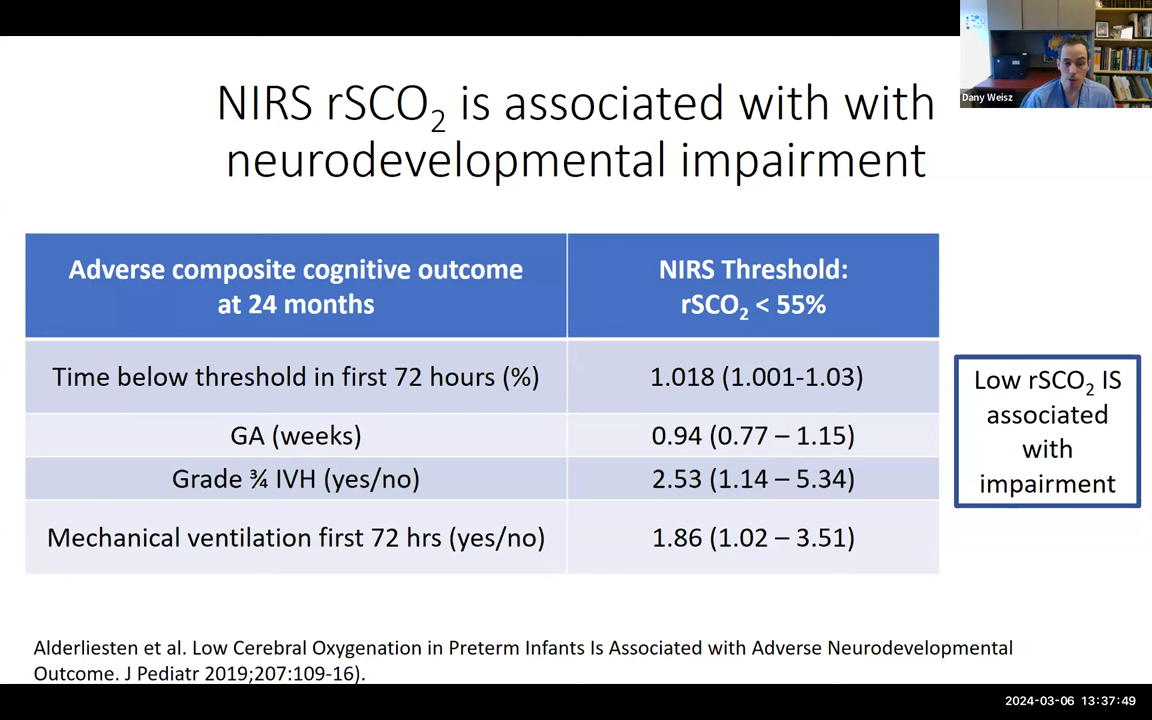 NIRS rSCO₂ is associated with with
neurodevelopmental impairment
Dany Weisz
Adverse composite cognitive outcome
at 24 months
NIRS Threshold:
rSCO₂ < 55%
Time below threshold in first 72 hours (%)
1.018 (1.001-1.03)
GA (weeks)
0.94 (0.77 – 1.15)
Grade ¾ IVH (yes/no)
2.53 (1.14 – 5.34)
Mechanical ventilation first 72 hrs (yes/no)
1.86 (1.02 – 3.51)
Low rSCO₂ IS
associated
with
impairment
Alderliesten et al. Low Cerebral Oxygenation in Preterm Infants Is Associated with Adverse Neurodevelopmental
Outcome. J Pediatr 2019;207:109-16).
2024-03-06 13:37:49